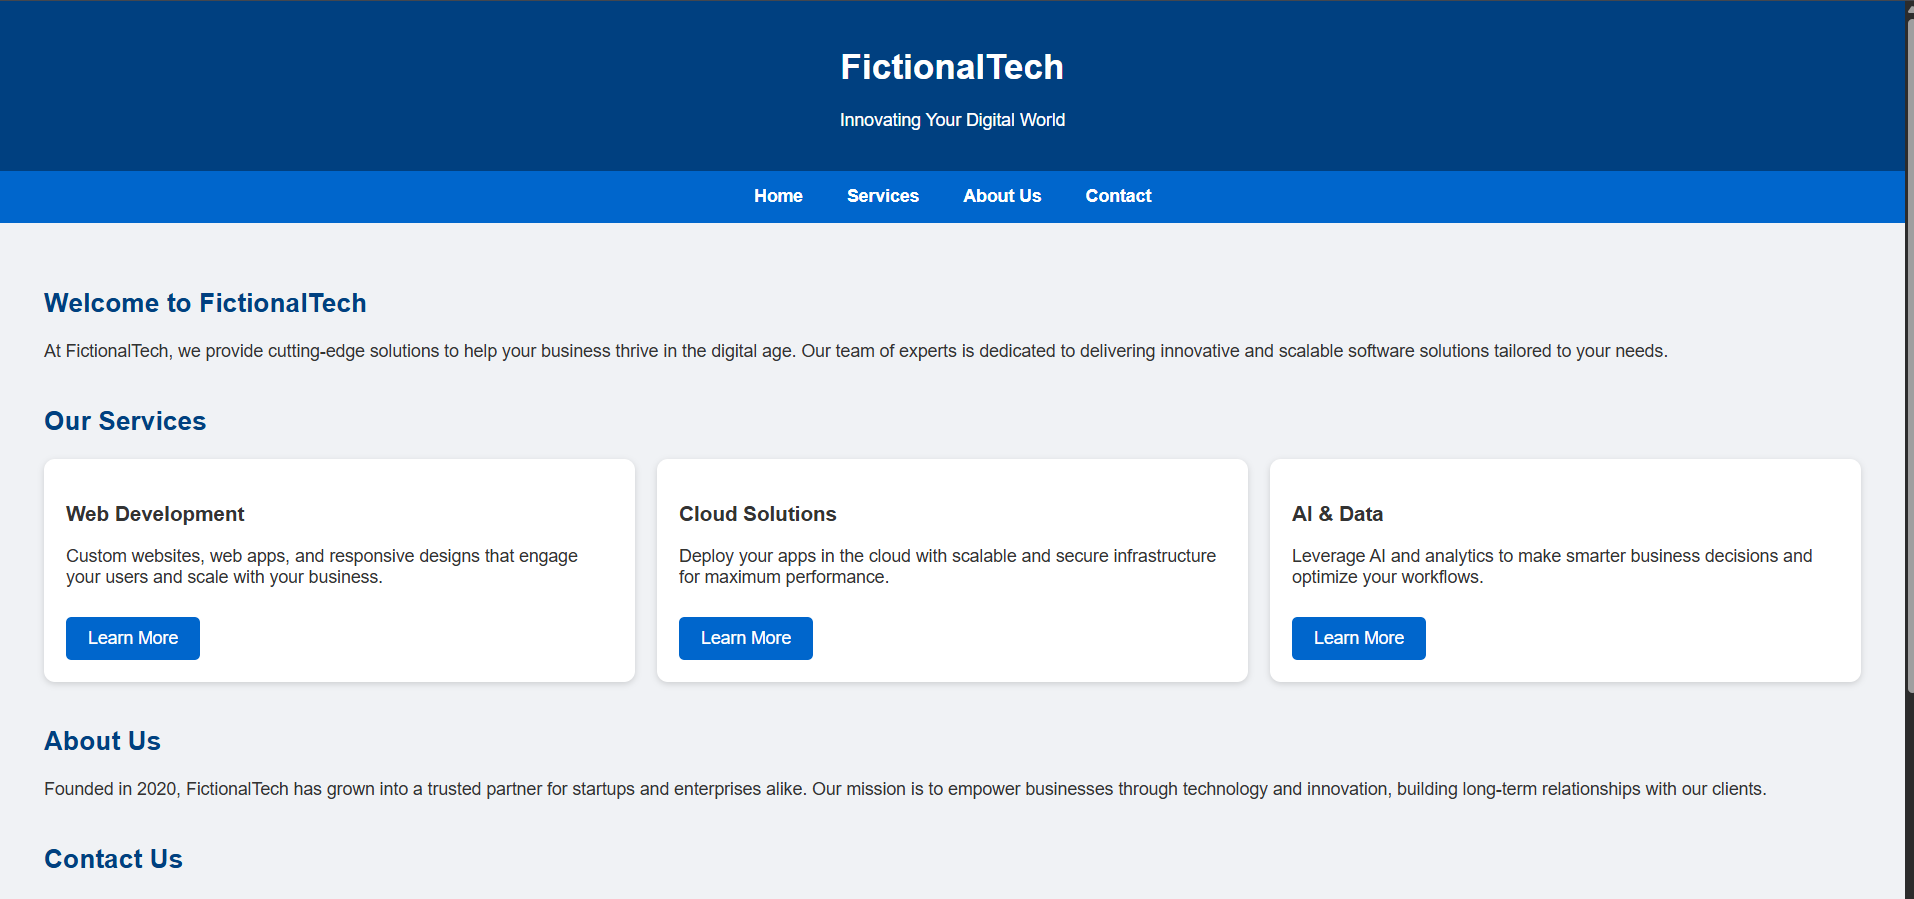 FictionalTech
Innovating Your Digital World
Home Services About Us Contact
Welcome to FictionalTech
At FictionalTech, we provide cutting-edge solutions to help your business thrive in the digital age. Our team of experts is dedicated to delivering innovative and scalable software solutions tailored to your needs.
Our Services
Web Development
Custom websites, web apps, and responsive designs that engage
your users and scale with your business.
Learn More
Cloud Solutions
Deploy your apps in the cloud with scalable and secure infrastructure
for maximum performance.
Learn More
AI & Data
Leverage AI and analytics to make smarter business decisions and
optimize your workflows.
Learn More
About Us
Founded in 2020, FictionalTech has grown into a trusted partner for startups and enterprises alike. Our mission is to empower businesses through technology and innovation, building long-term relationships with our clients.
Contact Us